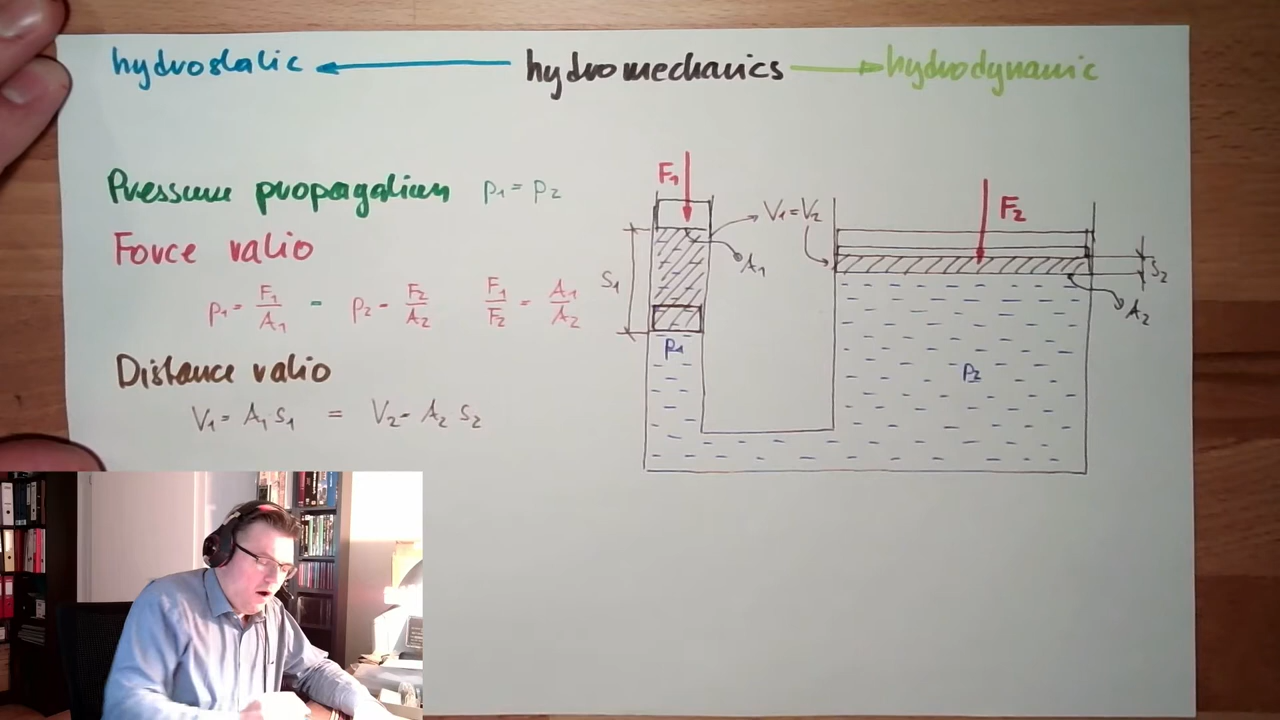 hydrostatic ← hydromechanics → hydrodynamic
Pressure propagation p₁ = p₂
Force ratio
p₁ = F₁/A₁ = p₂ = F₂/A₂ F₁/F₂ = A₁/A₂
Distance ratio
V₁ = A₁ s₁ = V₂ = A₂ s₂
F₁
V₁=V₂
F₂
A₁
s₁
s₂
A₂
p₁
p₂